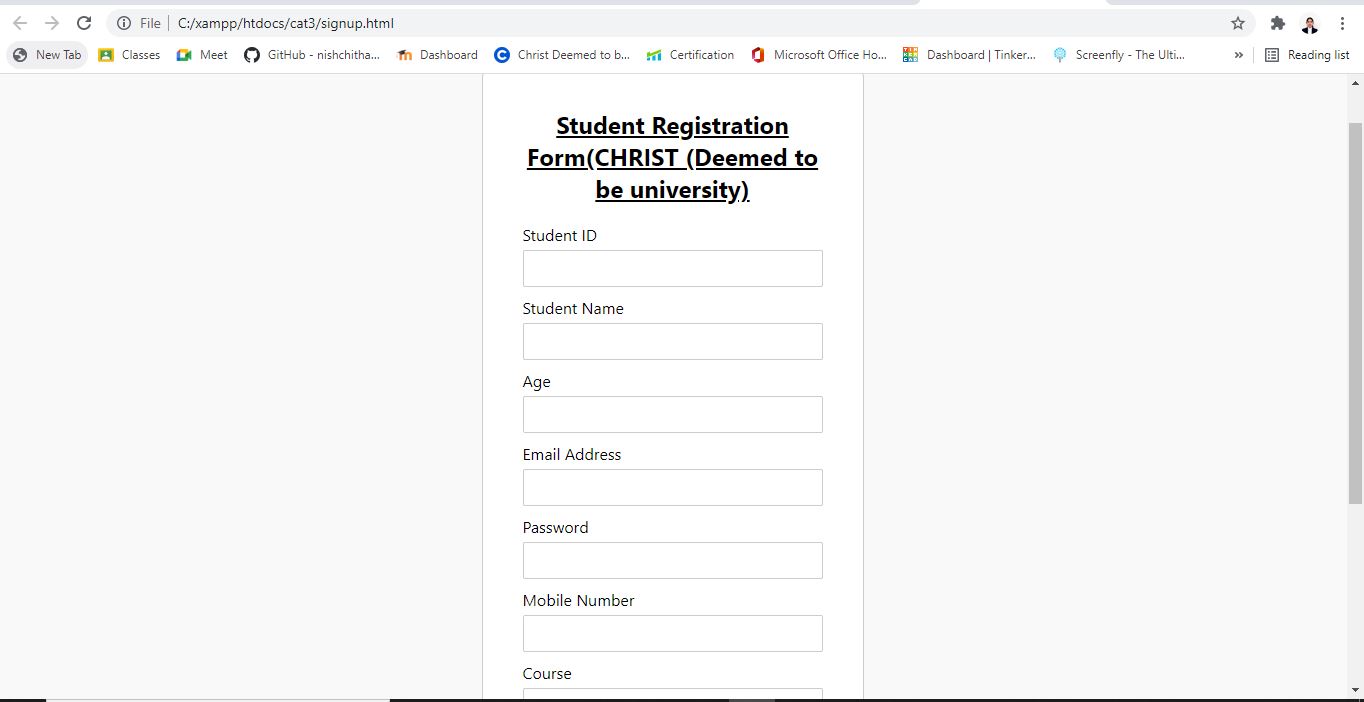 File C:/xampp/htdocs/cat3/signup.html
New Tab Classes Meet GitHub - nishchitha... Dashboard Christ Deemed to b... Certification Microsoft Office Ho... Dashboard | Tinker... Screenfly - The Ulti... » Reading list
Student Registration
Form(CHRIST (Deemed to
be university)
Student ID
Student Name
Age
Email Address
Password
Mobile Number
Course